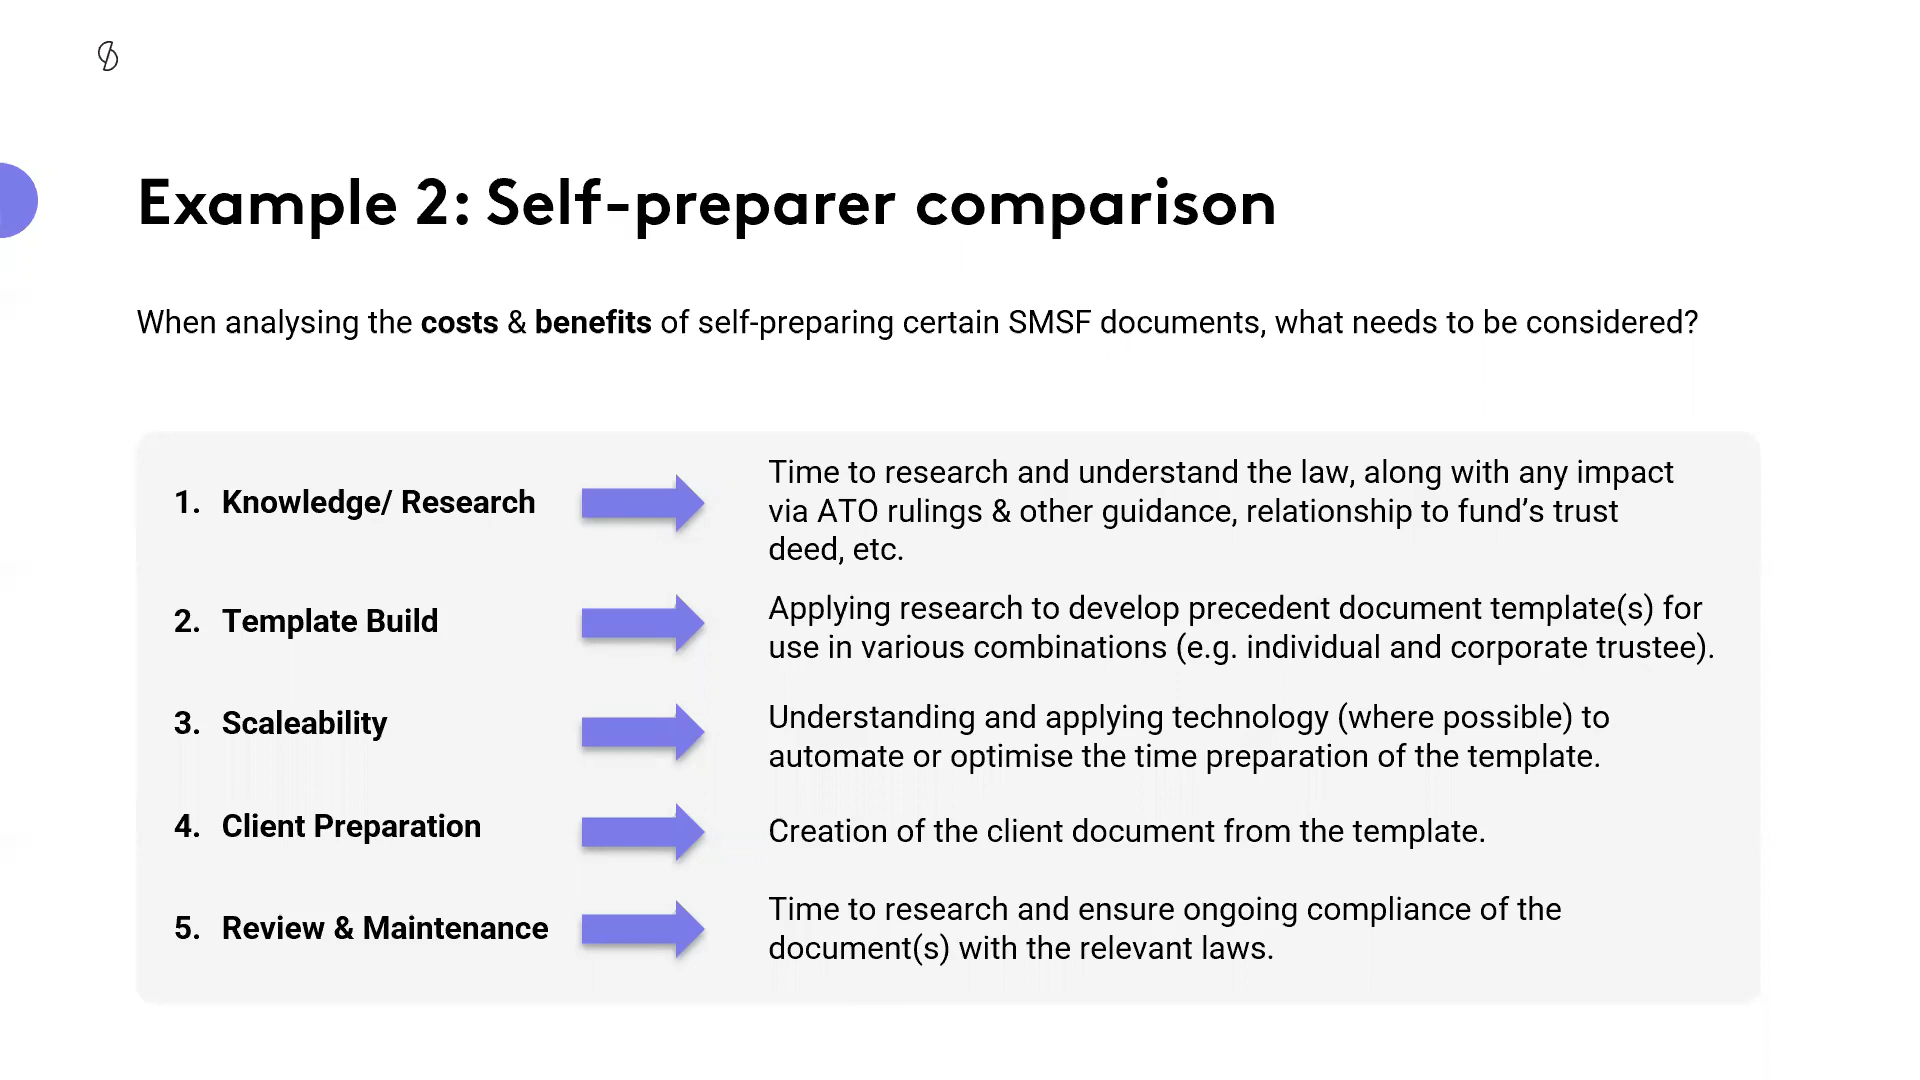 Example 2: Self-preparer comparison
When analysing the costs & benefits of self-preparing certain SMSF documents, what needs to be considered?
1. Knowledge/ Research
Time to research and understand the law, along with any impact
via ATO rulings & other guidance, relationship to fund’s trust
deed, etc.
2. Template Build
Applying research to develop precedent document template(s) for
use in various combinations (e.g. individual and corporate trustee).
3. Scaleability
Understanding and applying technology (where possible) to
automate or optimise the time preparation of the template.
4. Client Preparation
Creation of the client document from the template.
5. Review & Maintenance
Time to research and ensure ongoing compliance of the
document(s) with the relevant laws.